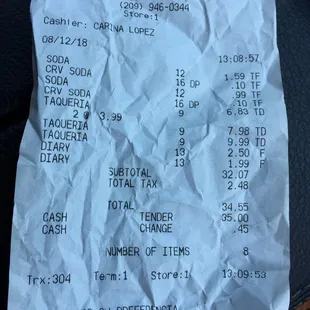 (209) 946-0344
Store:1
Cashier: CARINA LOPEZ
08/12/18 13:08:57
SODA 12 1.59 TF
CRV SODA 16 DP .10 TF
SODA 12 .99 TF
CRV SODA 16 DP .10 TF
TAQUERIA 9 6.83 TD
2 @ 3.99
TAQUERIA 9 7.98 TD
TAQUERIA 9 9.99 TD
DIARY 13 2.50 F
DIARY 13 1.99 F
SUBTOTAL 32.07
TOTAL TAX 2.48
TOTAL 34.55
CASH TENDER 35.00
CASH CHANGE .45
NUMBER OF ITEMS 8
Trx:304 Term:1 Store:1 13:09:53
SU PREFERENCIA